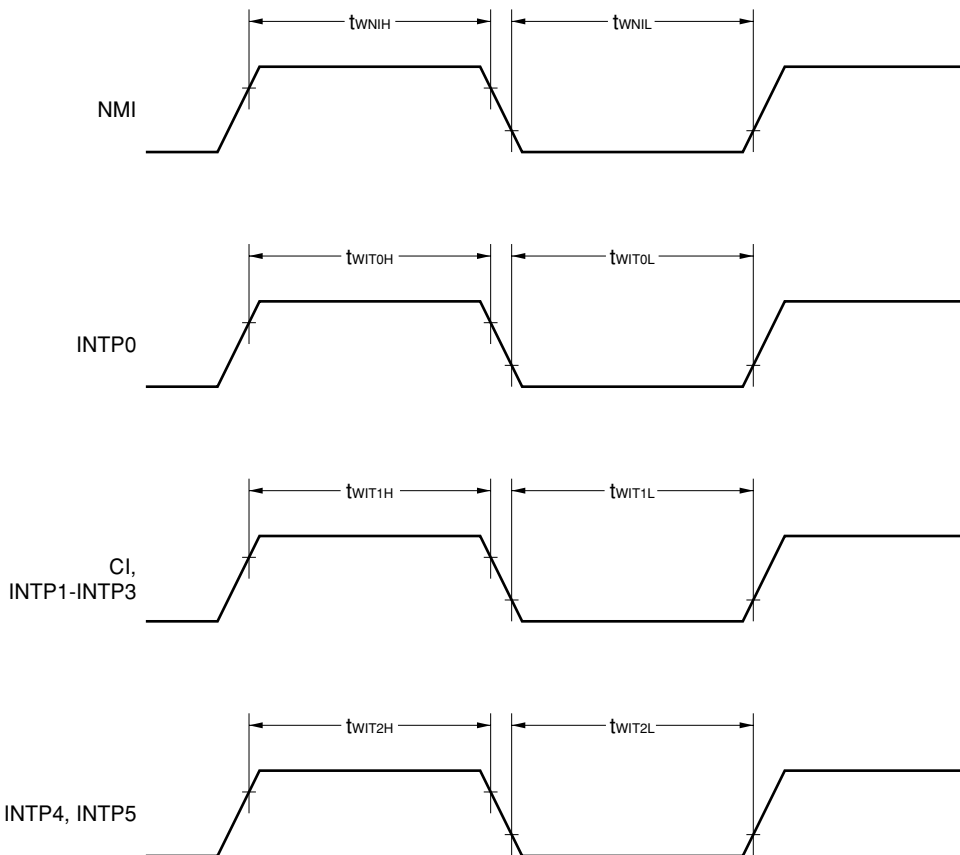 tWNIH
tWNIL
NMI
tWIT0H
tWIT0L
INTP0
tWIT1H
tWIT1L
CI,
INTP1-INTP3
tWIT2H
tWIT2L
INTP4, INTP5